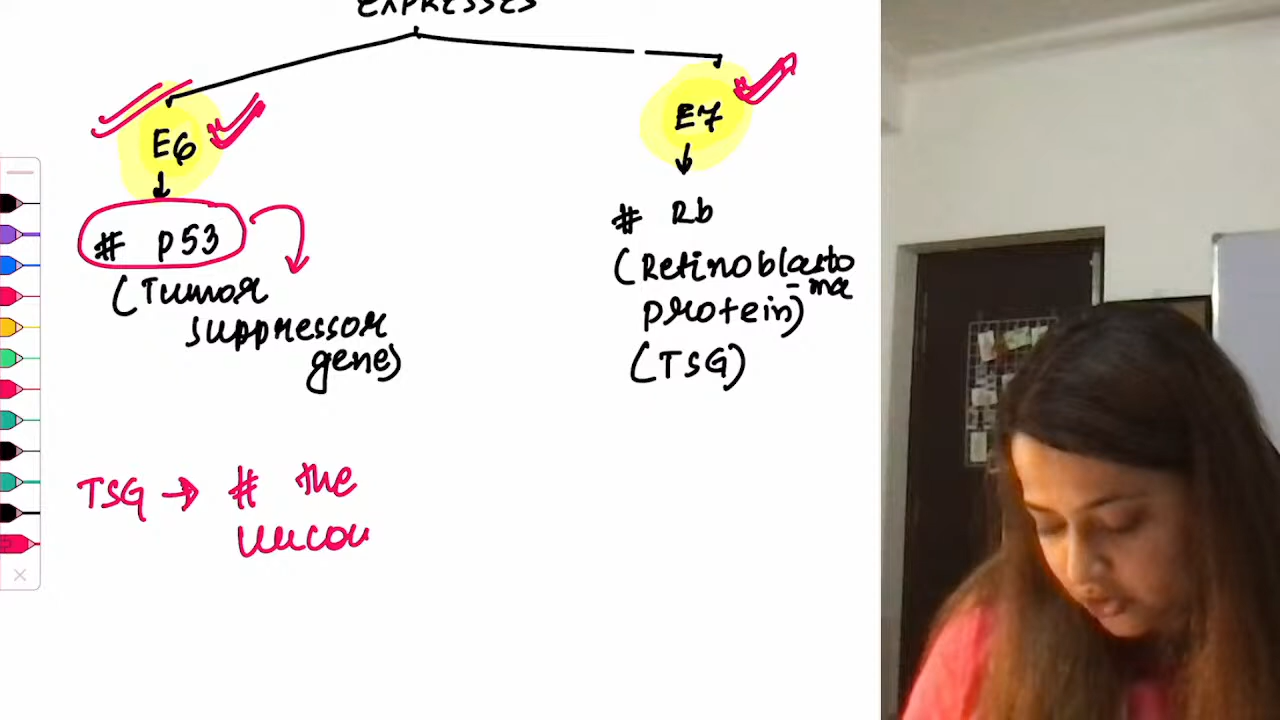 EXPRESSES
E6
# P53
(Tumor
suppressor
gene)
E7
# Rb
(Retinoblasto
-ma
protein)
(TSG)
TSG → # the
uncou